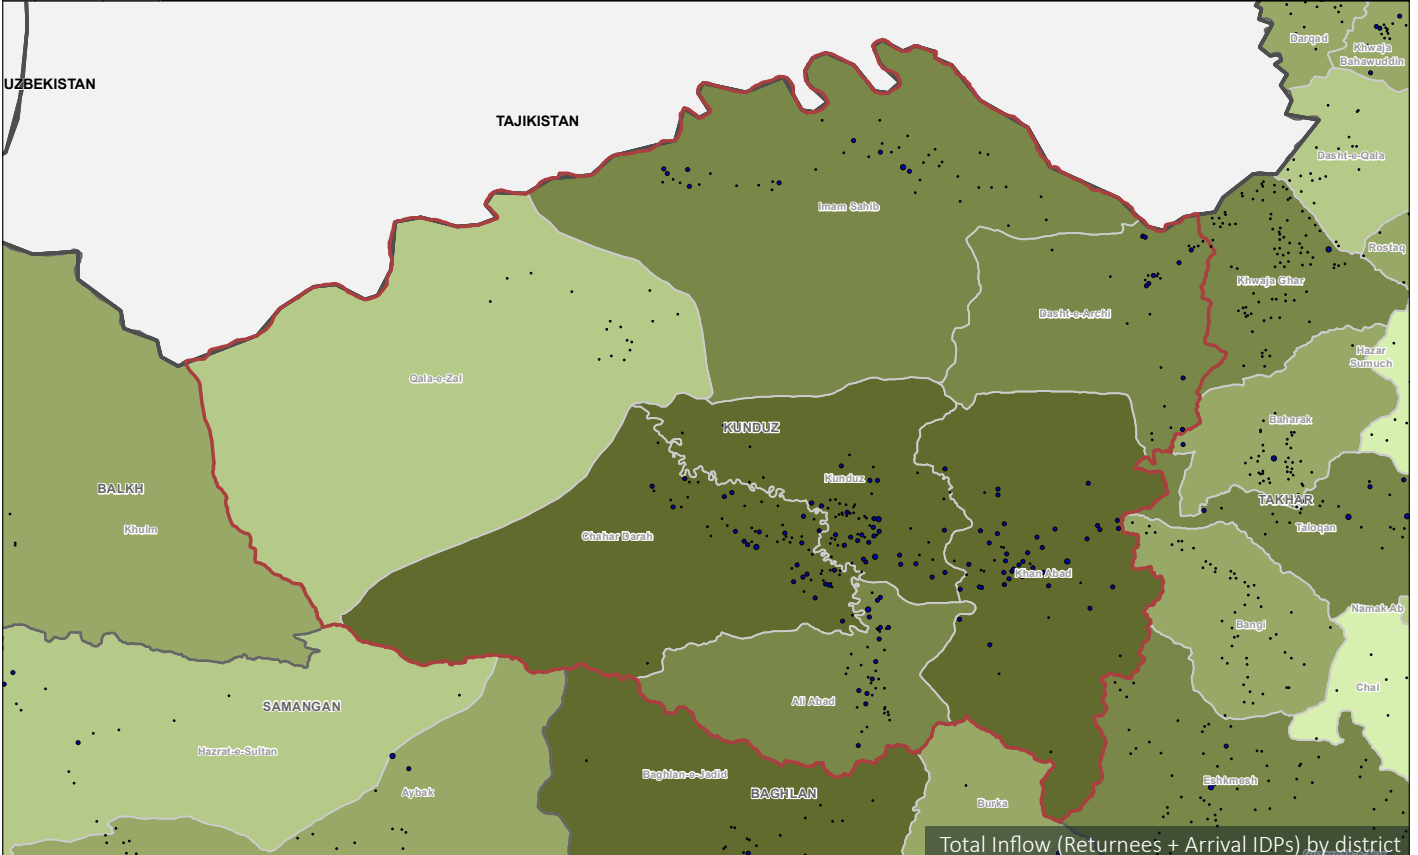 Darqad
Khwaja
Bahawuddin
UZBEKISTAN
TAJIKISTAN
Dasht-e-Qala
Imam Sahib
Rostaq
Khwaja Ghar
Dasht-e-Archi
Hazar
Sumuch
Qala-e-Zal
Baharak
KUNDUZ
Kunduz
BALKH
TAKHAR
Khulm
Taloqan
Chahar Darah
Khan Abad
Namak Ab
Bangi
Chal
SAMANGAN
Ali Abad
Hazrat-e-Sultan
Baghlan-e-Jadid
Eshkmesh
Aybak
BAGHLAN
Burka
Total Inflow (Returnees + Arrival IDPs) by district